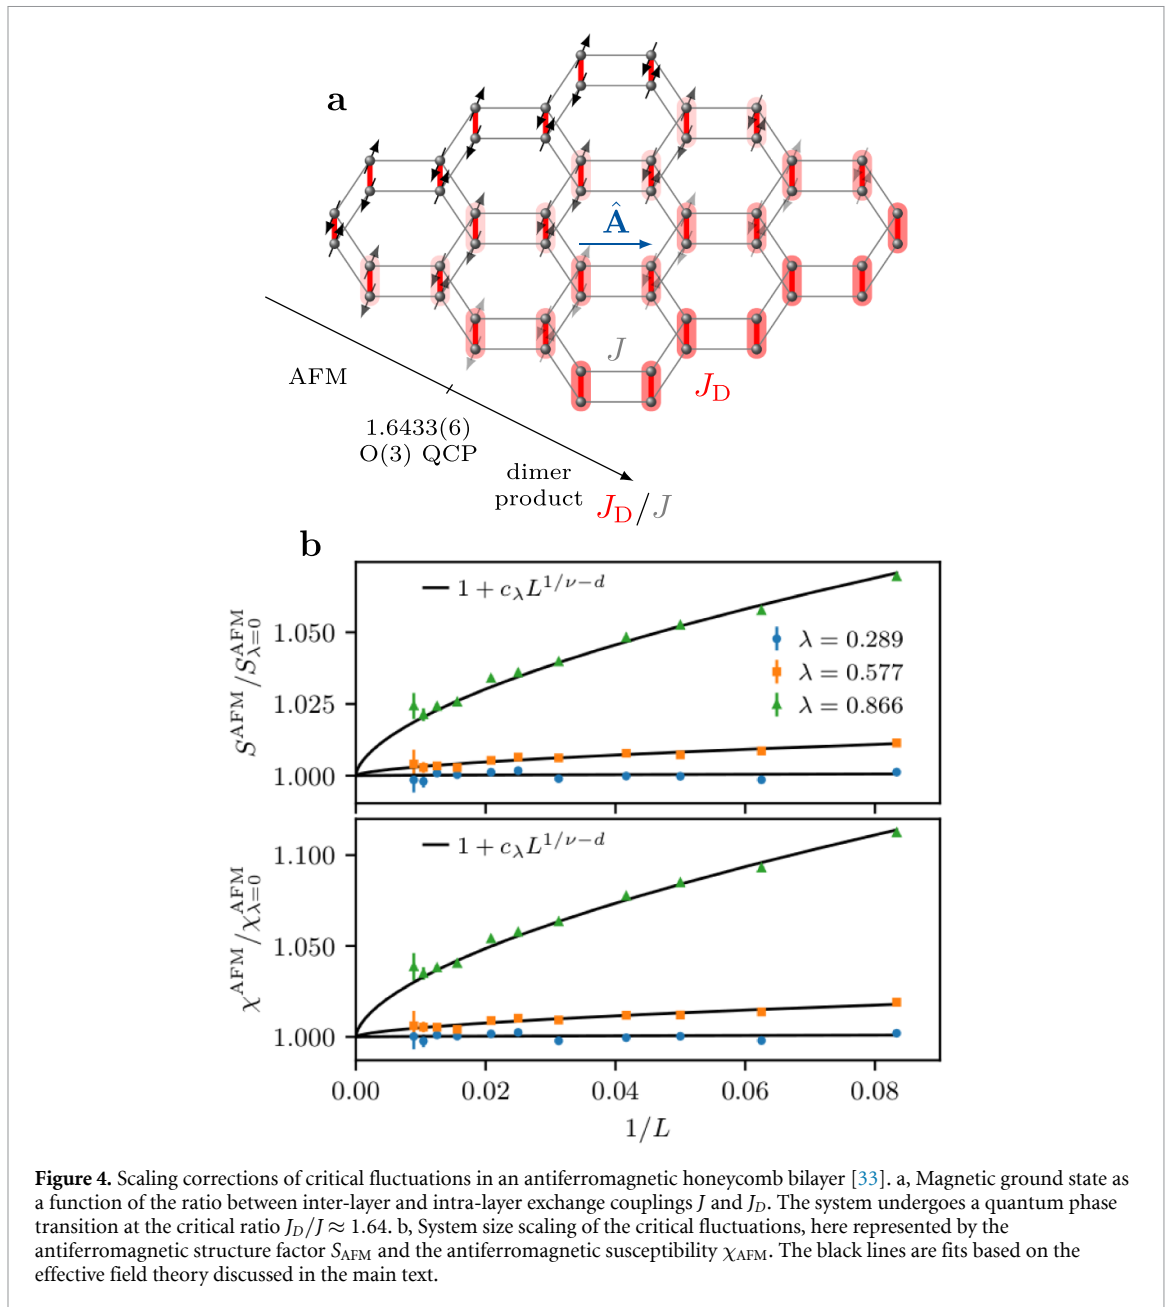 a
Â
J
J_D
AFM
1.6433(6)
O(3) QCP
dimer
product
J_D/J
b
1 + c_λ L^{1/ν−d}
λ = 0.289
λ = 0.577
λ = 0.866
S^{AFM}/S^{AFM}_{λ=0}
1.050
1.025
1.000
1 + c_λ L^{1/ν−d}
χ^{AFM}/χ^{AFM}_{λ=0}
1.100
1.050
1.000
0.00 0.02 0.04 0.06 0.08
1/L
Figure 4. Scaling corrections of critical fluctuations in an antiferromagnetic honeycomb bilayer [33]. a, Magnetic ground state as
a function of the ratio between inter-layer and intra-layer exchange couplings J and J_D. The system undergoes a quantum phase
transition at the critical ratio J_D/J ≈ 1.64. b, System size scaling of the critical fluctuations, here represented by the
antiferromagnetic structure factor S_AFM and the antiferromagnetic susceptibility χ_AFM. The black lines are fits based on the
effective field theory discussed in the main text.